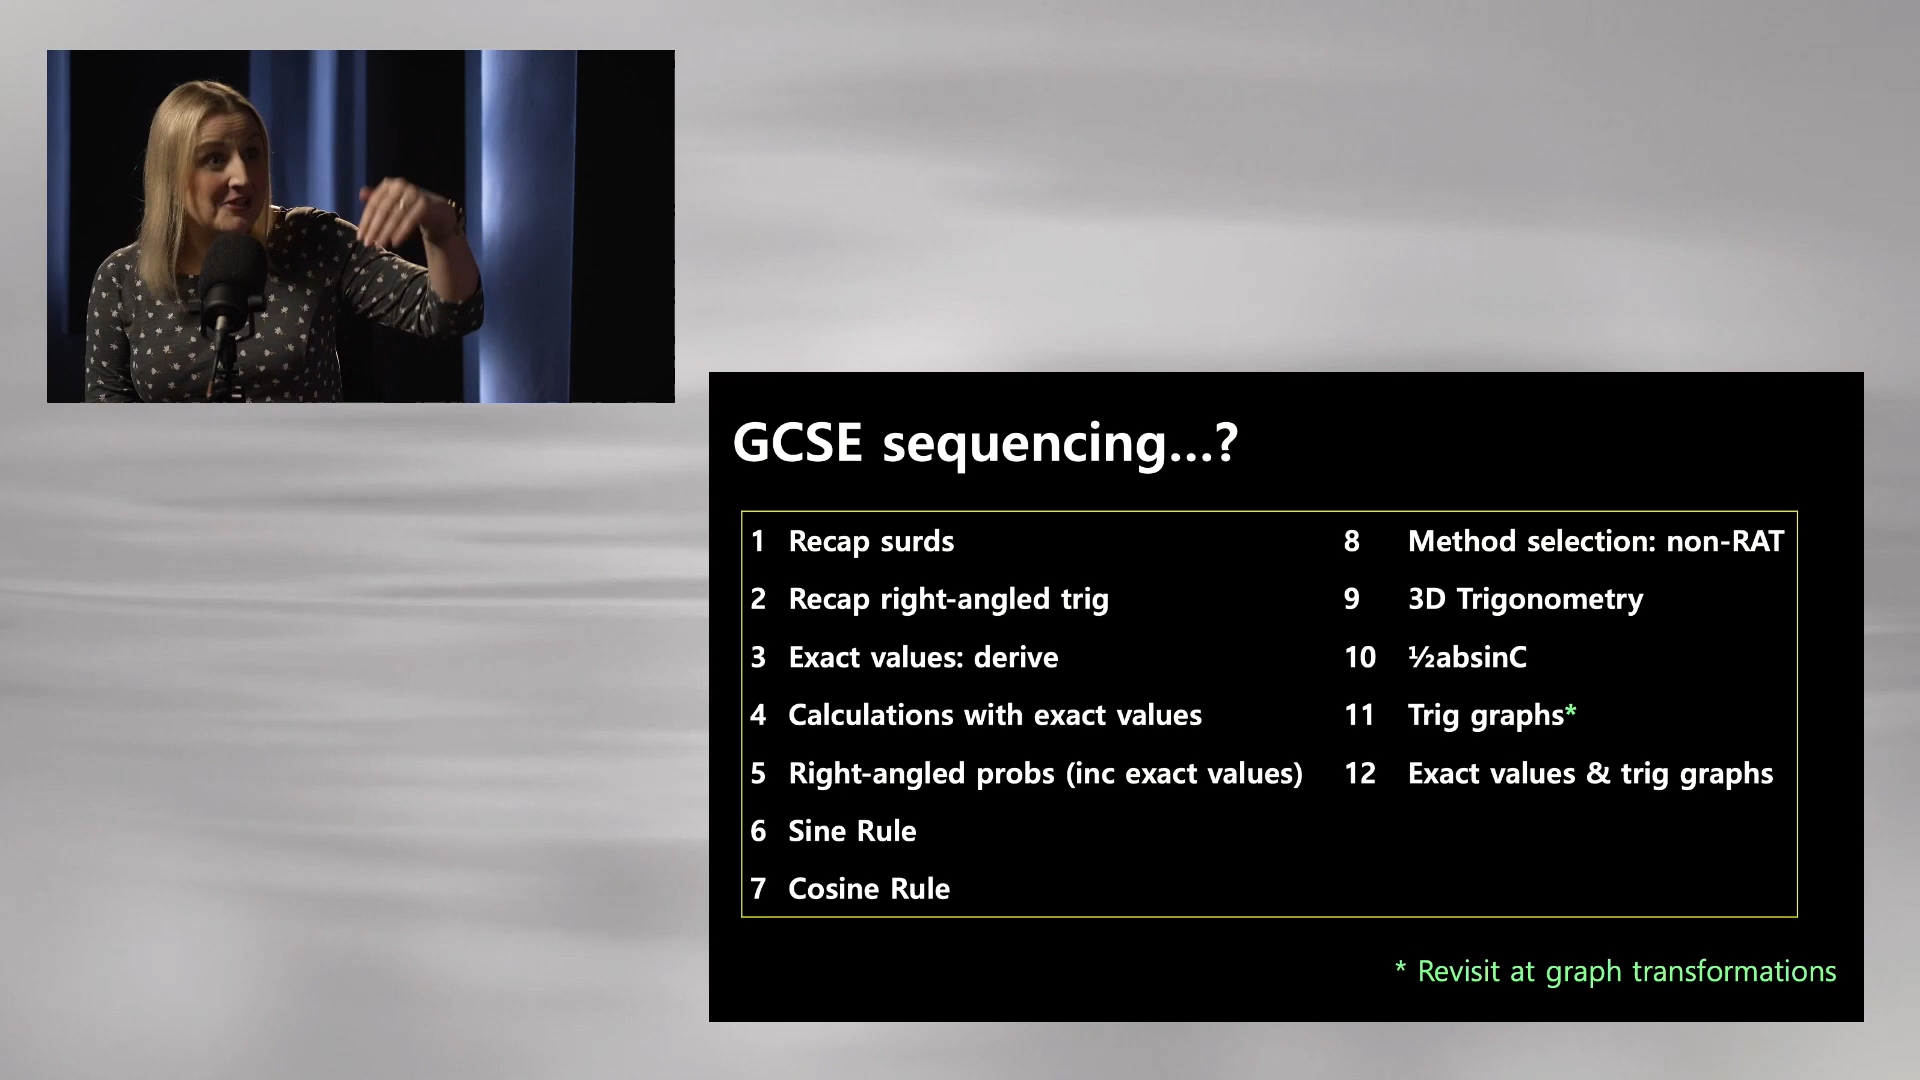 GCSE sequencing...?
1 Recap surds
2 Recap right-angled trig
3 Exact values: derive
4 Calculations with exact values
5 Right-angled probs (inc exact values)
6 Sine Rule
7 Cosine Rule
8 Method selection: non-RAT
9 3D Trigonometry
10 ½absinC
11 Trig graphs*
12 Exact values & trig graphs
* Revisit at graph transformations